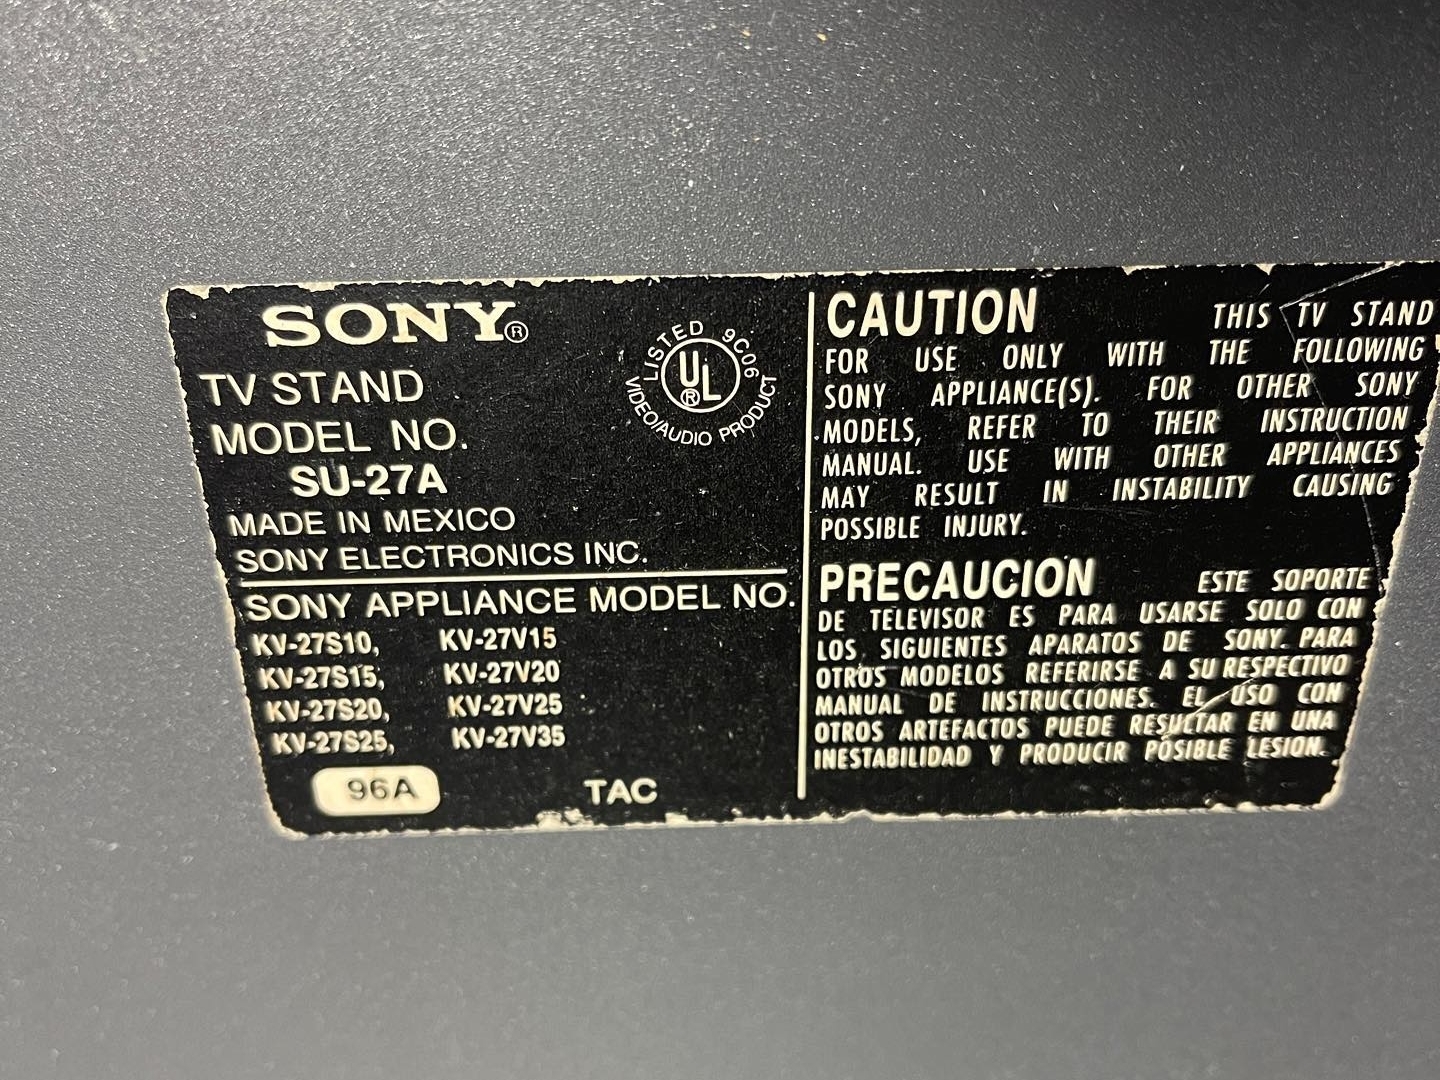 SONY®
TV STAND
MODEL NO.
SU-27A
MADE IN MEXICO
SONY ELECTRONICS INC.
LISTED 9C06
UL®
VIDEO/AUDIO PRODUCT
SONY APPLIANCE MODEL NO.
KV-27S10, KV-27V15
KV-27S15, KV-27V20
KV-27S20, KV-27V25
KV-27S25, KV-27V35
96A TAC
CAUTION THIS TV STAND
FOR USE ONLY WITH THE FOLLOWING
SONY APPLIANCE(S). FOR OTHER SONY
MODELS, REFER TO THEIR INSTRUCTION
MANUAL. USE WITH OTHER APPLIANCES
MAY RESULT IN INSTABILITY CAUSING
POSSIBLE INJURY.
PRECAUCION ESTE SOPORTE
DE TELEVISOR ES PARA USARSE SOLO CON
LOS SIGUIENTES APARATOS DE SONY. PARA
OTROS MODELOS REFERIRSE A SU RESPECTIVO
MANUAL DE INSTRUCCIONES. EL USO CON
OTROS ARTEFACTOS PUEDE RESULTAR EN UNA
INESTABILIDAD Y PRODUCIR POSIBLE LESION.